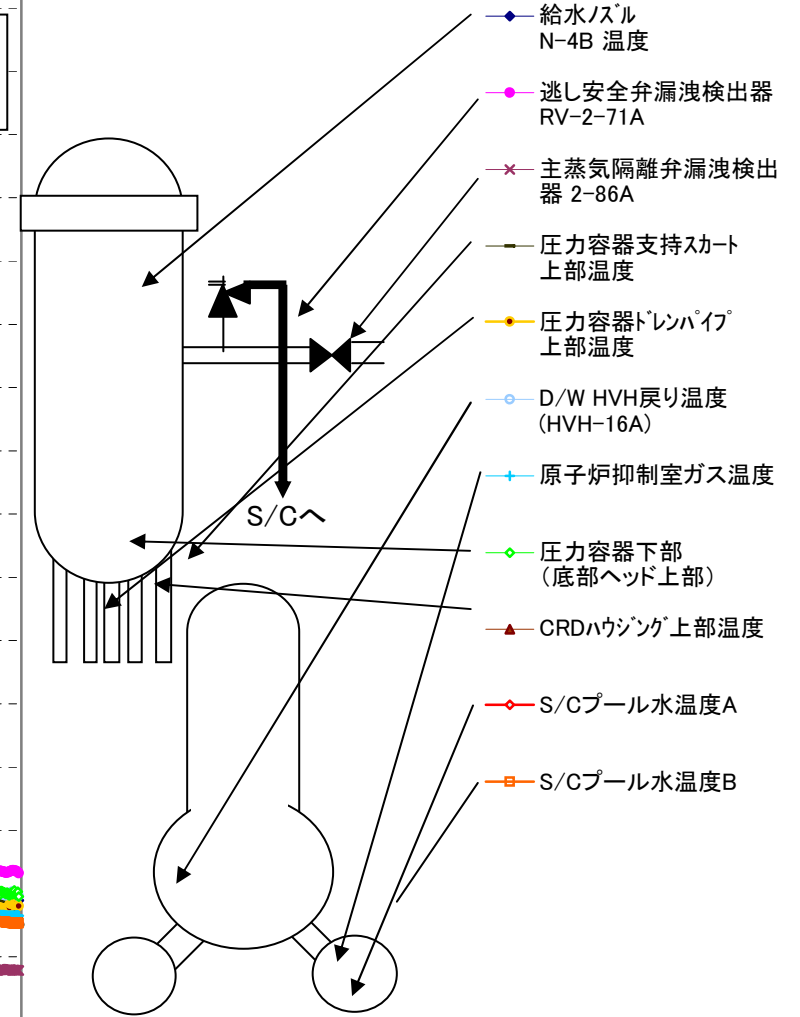 給水ノズル
N-4B 温度
逃し安全弁漏洩検出器
RV-2-71A
主蒸気隔離弁漏洩検出
器 2-86A
圧力容器支持スカート
上部温度
圧力容器ドレンパイプ
上部温度
D/W HVH戻り温度
(HVH-16A)
原子炉抑制室ガス温度
S/Cへ
圧力容器下部
(底部ヘッド上部)
CRDハウジング上部温度
S/Cプール水温度A
S/Cプール水温度B